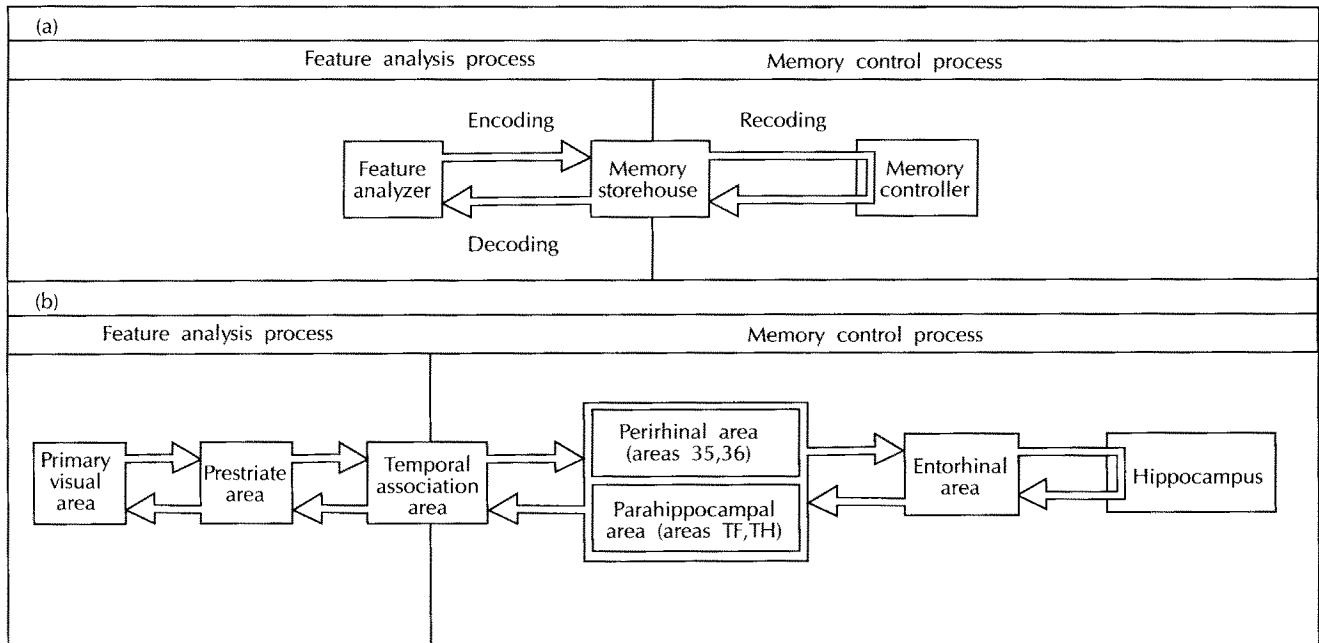 (a)
Feature analysis process
Memory control process
Encoding
Recoding
Feature
analyzer
Memory
storehouse
Memory
controller
Decoding
(b)
Feature analysis process
Memory control process
Primary
visual
area
Prestriate
area
Temporal
association
area
Perirhinal area
(areas 35,36)
Parahippocampal
area (areas TF,TH)
Entorhinal
area
Hippocampus